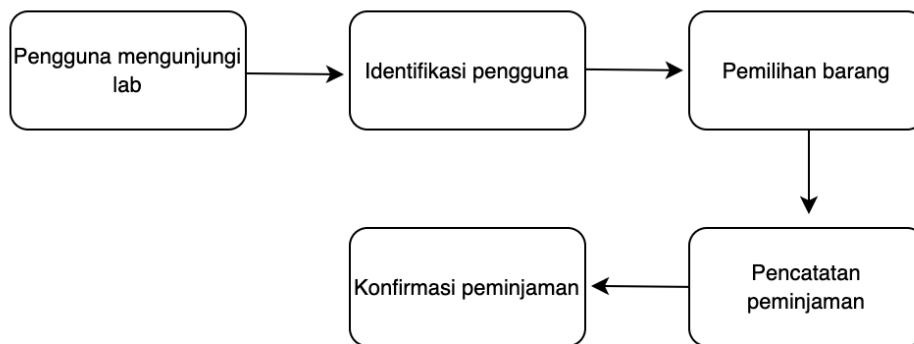 Pengguna mengunjungi
lab
Identifikasi pengguna
Pemilihan barang
Pencatatan
peminjaman
Konfirmasi peminjaman